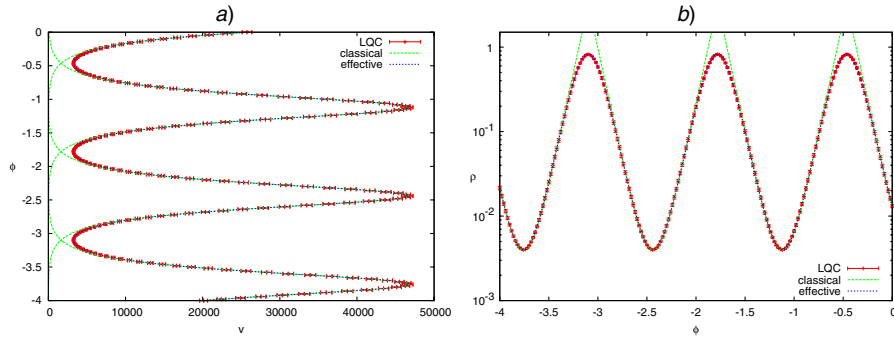 a)
LQC
classical
effective
0
-0.5
-1
-1.5
-2
-2.5
-3
-3.5
-4
φ
0 10000 20000 30000 40000 50000
v
b)
1
10^-1
10^-2
10^-3
ρ
LQC
classical
effective
-4 -3.5 -3 -2.5 -2 -1.5 -1 -0.5 0
φ